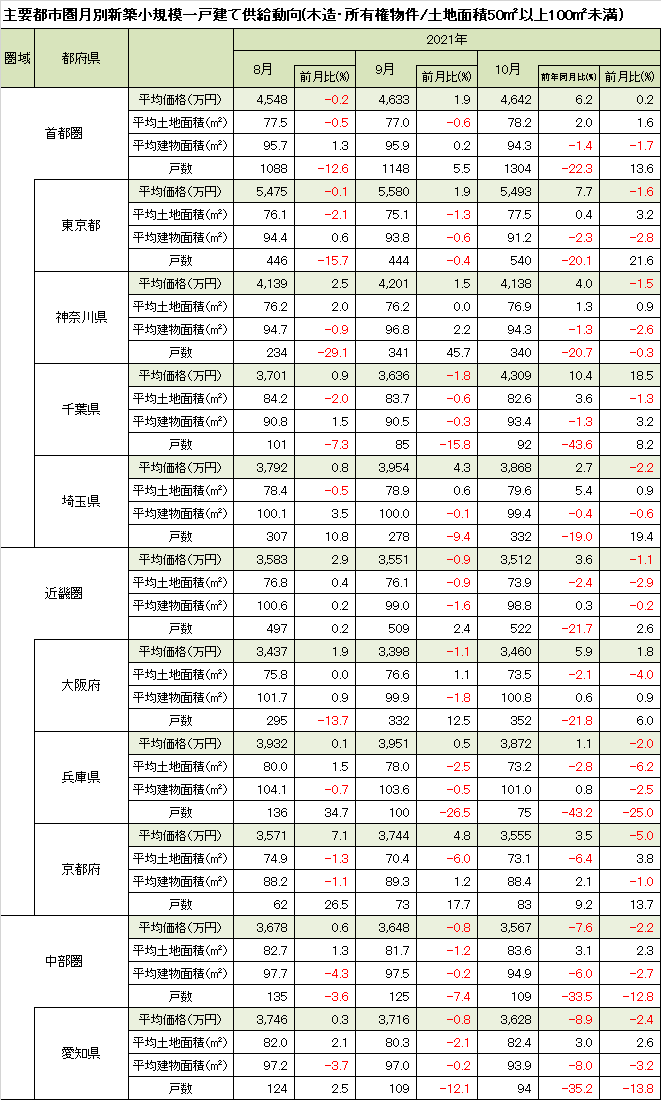 主要都市圏月別新築小規模一戸建て供給動向(木造・所有権物件/土地面積50㎡以上100㎡未満)
圏域 都府県 2021年
8月 前月比(%) 9月 前月比(%) 10月 前年同月比(%) 前月比(%)
首都圏
平均価格(万円) 4,548 -0.2 4,633 1.9 4,642 6.2 0.2
平均土地面積(㎡) 77.5 -0.5 77.0 -0.6 78.2 2.0 1.6
平均建物面積(㎡) 95.7 1.3 95.9 0.2 94.3 -1.4 -1.7
戸数 1088 -12.6 1148 5.5 1304 -22.3 13.6
東京都
平均価格(万円) 5,475 -0.1 5,580 1.9 5,493 7.7 -1.6
平均土地面積(㎡) 76.1 -2.1 75.1 -1.3 77.5 0.4 3.2
平均建物面積(㎡) 94.4 0.6 93.8 -0.6 91.2 -2.3 -2.8
戸数 446 -15.7 444 -0.4 540 -20.1 21.6
神奈川県
平均価格(万円) 4,139 2.5 4,201 1.5 4,138 4.0 -1.5
平均土地面積(㎡) 76.2 2.0 76.2 0.0 76.9 1.3 0.9
平均建物面積(㎡) 94.7 -0.9 96.8 2.2 94.3 -1.3 -2.6
戸数 234 -29.1 341 45.7 340 -20.7 -0.3
千葉県
平均価格(万円) 3,701 0.9 3,636 -1.8 4,309 10.4 18.5
平均土地面積(㎡) 84.2 -2.0 83.7 -0.6 82.6 3.6 -1.3
平均建物面積(㎡) 90.8 1.5 90.5 -0.3 93.4 -1.3 3.2
戸数 101 -7.3 85 -15.8 92 -43.6 8.2
埼玉県
平均価格(万円) 3,792 0.8 3,954 4.3 3,868 2.7 -2.2
平均土地面積(㎡) 78.4 -0.5 78.9 0.6 79.6 5.4 0.9
平均建物面積(㎡) 100.1 3.5 100.0 -0.1 99.4 -0.4 -0.6
戸数 307 10.8 278 -9.4 332 -19.0 19.4
近畿圏
平均価格(万円) 3,583 2.9 3,551 -0.9 3,512 3.6 -1.1
平均土地面積(㎡) 76.8 0.4 76.1 -0.9 73.9 -2.4 -2.9
平均建物面積(㎡) 100.6 0.2 99.0 -1.6 98.8 0.3 -0.2
戸数 497 0.2 509 2.4 522 -21.7 2.6
大阪府
平均価格(万円) 3,437 1.9 3,398 -1.1 3,460 5.9 1.8
平均土地面積(㎡) 75.8 0.0 76.6 1.1 73.5 -2.1 -4.0
平均建物面積(㎡) 101.7 0.9 99.9 -1.8 100.8 0.6 0.9
戸数 295 -13.7 332 12.5 352 -21.8 6.0
兵庫県
平均価格(万円) 3,932 0.1 3,951 0.5 3,872 1.1 -2.0
平均土地面積(㎡) 80.0 1.5 78.0 -2.5 73.2 -2.8 -6.2
平均建物面積(㎡) 104.1 -0.7 103.6 -0.5 101.0 0.8 -2.5
戸数 136 34.7 100 -26.5 75 -43.2 -25.0
京都府
平均価格(万円) 3,571 7.1 3,744 4.8 3,555 3.5 -5.0
平均土地面積(㎡) 74.9 -1.3 70.4 -6.0 73.1 -6.4 3.8
平均建物面積(㎡) 88.2 -1.1 89.3 1.2 88.4 2.1 -1.0
戸数 62 26.5 73 17.7 83 9.2 13.7
中部圏
平均価格(万円) 3,678 0.6 3,648 -0.8 3,567 -7.6 -2.2
平均土地面積(㎡) 82.7 1.3 81.7 -1.2 83.6 3.1 2.3
平均建物面積(㎡) 97.7 -4.3 97.5 -0.2 94.9 -6.0 -2.7
戸数 135 -3.6 125 -7.4 109 -33.5 -12.8
愛知県
平均価格(万円) 3,746 0.3 3,716 -0.8 3,628 -8.9 -2.4
平均土地面積(㎡) 82.0 2.1 80.3 -2.1 82.4 3.0 2.6
平均建物面積(㎡) 97.2 -3.7 97.0 -0.2 93.9 -8.0 -3.2
戸数 124 2.5 109 -12.1 94 -35.2 -13.8